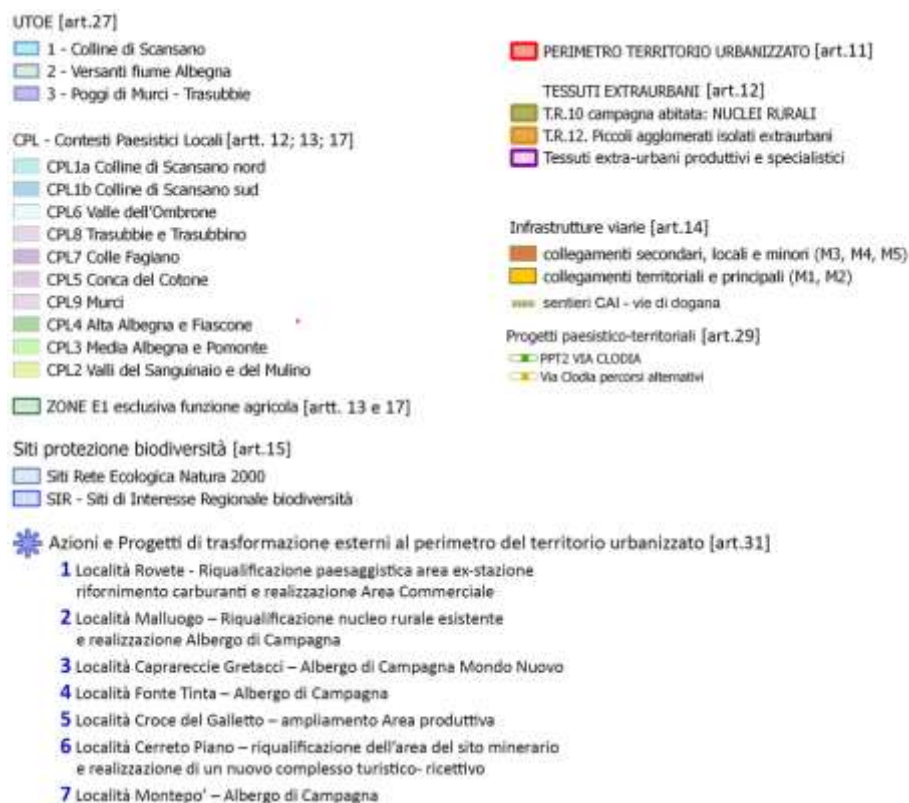 UTOE [art.27]
1 - Colline di Scansano
2 - Versanti fiume Albegna
3 - Poggi di Murci - Trasubbie
CPL - Contesti Paesistici Locali [artt. 12; 13; 17]
CPL1a Colline di Scansano nord
CPL1b Colline di Scansano sud
CPL6 Valle dell'Ombrone
CPL8 Trasubbie e Trasubbino
CPL7 Colle Fagiano
CPL5 Conca del Cotone
CPL9 Murci
CPL4 Alta Albegna e Fiascone
CPL3 Media Albegna e Pomonte
CPL2 Valli del Sanguinaio e del Mulino
ZONE E1 esclusiva funzione agricola [artt. 13 e 17]
Siti protezione biodiversità [art.15]
Siti Rete Ecologica Natura 2000
SIR - Siti di Interesse Regionale biodiversità
PERIMETRO TERRITORIO URBANIZZATO [art.11]
TESSUTI EXTRAURBANI [art.12]
T.R.10 campagna abitata: NUCLEI RURALI
T.R.12. Piccoli agglomerati isolati extraurbani
Tessuti extra-urbani produttivi e specialistici
Infrastrutture viarie [art.14]
collegamenti secondari, locali e minori (M3, M4, M5)
collegamenti territoriali e principali (M1, M2)
sentieri CAI - vie di dogana
Progetti paesistico-territoriali [art.29]
PPT2 VIA CLODIA
Via Clodia percorsi alternativi
Azioni e Progetti di trasformazione esterni al perimetro del territorio urbanizzato [art.31]
1 Località Rovete - Riqualificazione paesaggistica area ex-stazione
rifornimento carburanti e realizzazione Area Commerciale
2 Località Malluogo – Riqualificazione nucleo rurale esistente
e realizzazione Albergo di Campagna
3 Località Caprareccie Gretacci – Albergo di Campagna Mondo Nuovo
4 Località Fonte Tinta – Albergo di Campagna
5 Località Croce del Galletto – ampliamento Area produttiva
6 Località Cerreto Piano – riqualificazione dell'area del sito minerario
e realizzazione di un nuovo complesso turistico- ricettivo
7 Località Montepo' – Albergo di Campagna